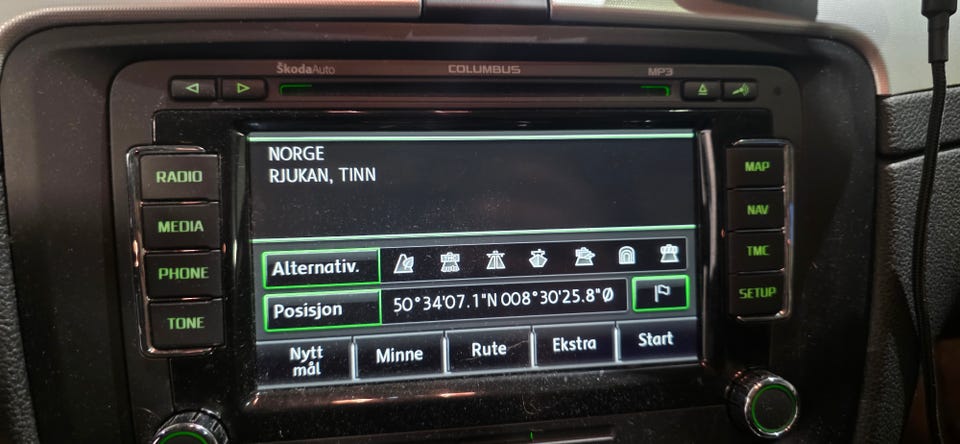 ŠkodaAuto COLUMBUS MP3
NORGE
RJUKAN, TINN
RADIO
MEDIA
PHONE
TONE
Alternativ.
Posisjon 50°34'07.1"N 008°30'25.8"Ø
Nytt mål Minne Rute Ekstra Start
MAP
NAV
TMC
SETUP